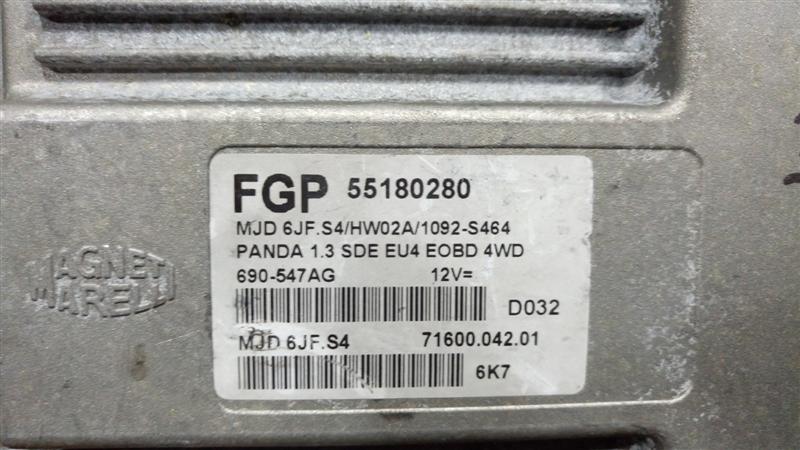 MAGNETI
MARELLI
FGP 55180280
MJD 6JF.S4/HW02A/1092-S464
PANDA 1.3 SDE EU4 EOBD 4WD
690-547AG 12V=
D032
MJD 6JF.S4 71600.042.01
6K7